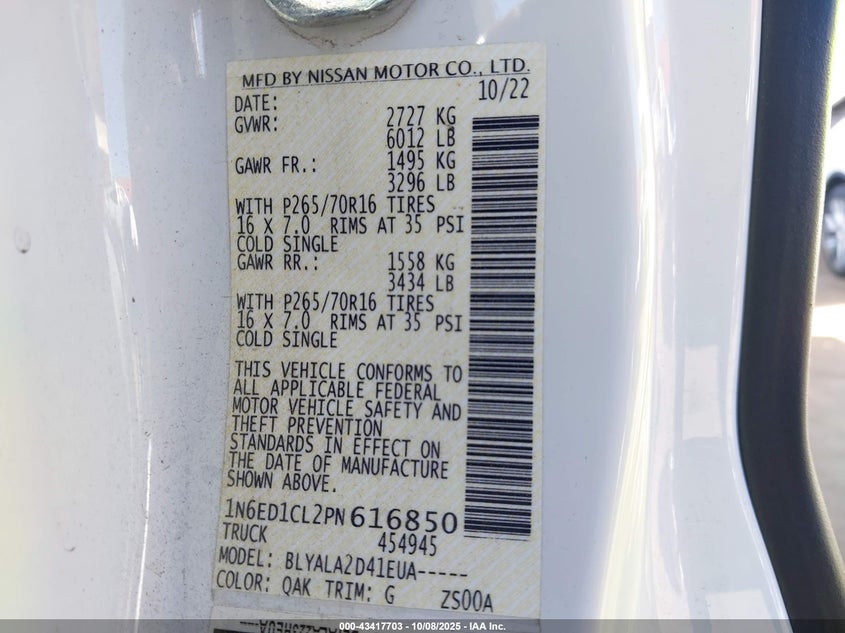 MFD BY NISSAN MOTOR CO., LTD.
DATE: 10/22
GVWR: 2727 KG
6012 LB
GAWR FR.: 1495 KG
3296 LB
WITH P265/70R16 TIRES
16 X 7.0 RIMS AT 35 PSI
COLD SINGLE
GAWR RR.: 1558 KG
3434 LB
WITH P265/70R16 TIRES
16 X 7.0 RIMS AT 35 PSI
COLD SINGLE
THIS VEHICLE CONFORMS TO
ALL APPLICABLE FEDERAL
MOTOR VEHICLE SAFETY AND
THEFT PREVENTION
STANDARDS IN EFFECT ON
THE DATE OF MANUFACTURE
SHOWN ABOVE.
1N6ED1CL2PN616850
TRUCK 454945
MODEL: BLYALA2D41EUA-----
COLOR: QAK TRIM: G ZS00A
000-43417703 - 10/08/2025 - IAA Inc.